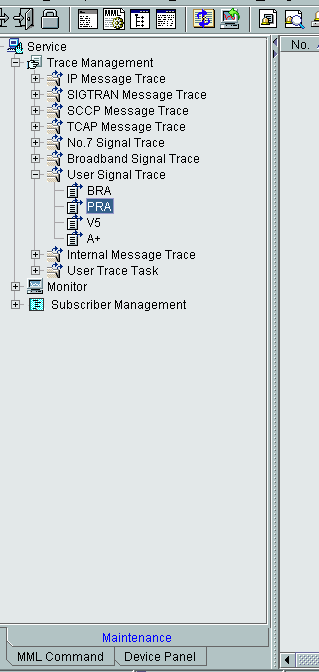 MML
No.
Service
Trace Management
IP Message Trace
SIGTRAN Message Trace
SCCP Message Trace
TCAP Message Trace
No.7 Signal Trace
Broadband Signal Trace
User Signal Trace
BRA
PRA
V5
A+
Internal Message Trace
User Trace Task
Monitor
Subscriber Management
Maintenance
MML Command
Device Panel